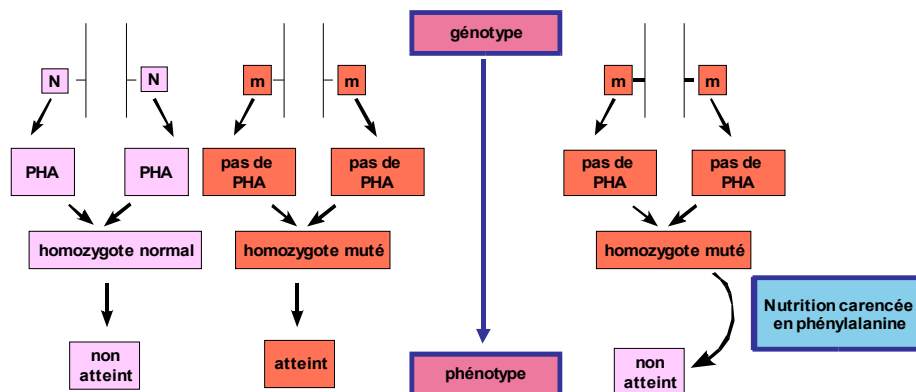 génotype
N
N
m
m
m
m
PHA
PHA
pas de
PHA
pas de
PHA
pas de
PHA
pas de
PHA
homozygote normal
homozygote muté
homozygote muté
Nutrition carencée
en phénylalanine
non
atteint
atteint
phénotype
non
atteint